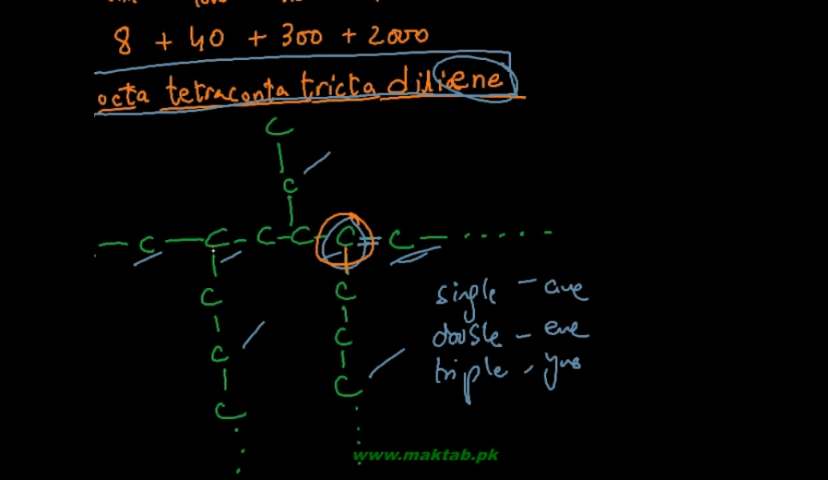 8 + 40 + 300 + 2000
octa tetraconta tricta diliene
C
C
C C C - C C = C
C C
C C
C C
single - ane
double - ene
triple - yne
www.maktab.pk